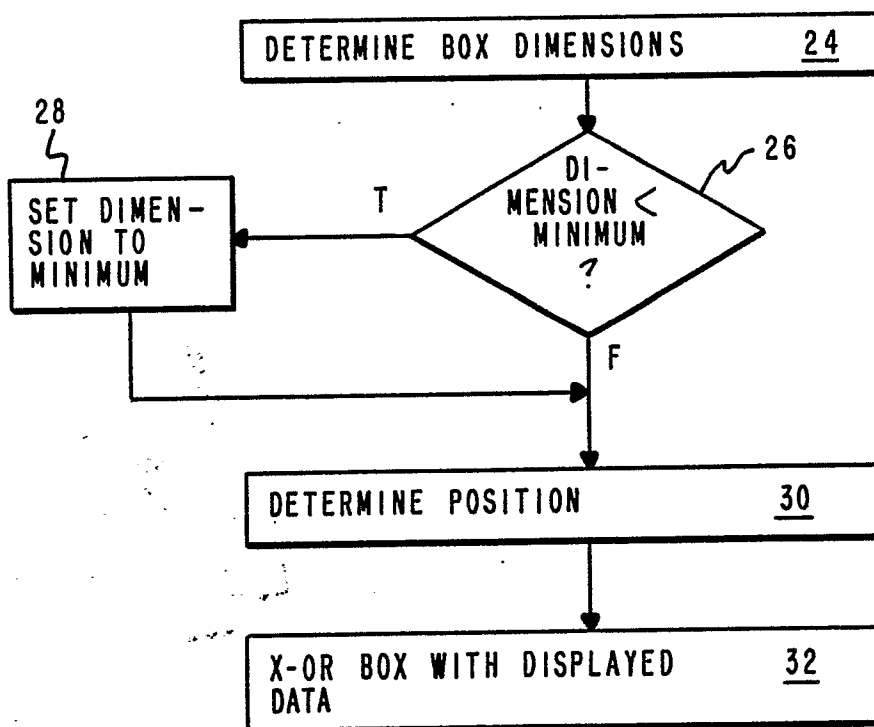 DETERMINE BOX DIMENSIONS 24
28
26
DI-
MENSION <
MINIMUM
?
T
SET DIMEN-
SION TO
MINIMUM
F
DETERMINE POSITION 30
X-OR BOX WITH DISPLAYED 32
DATA